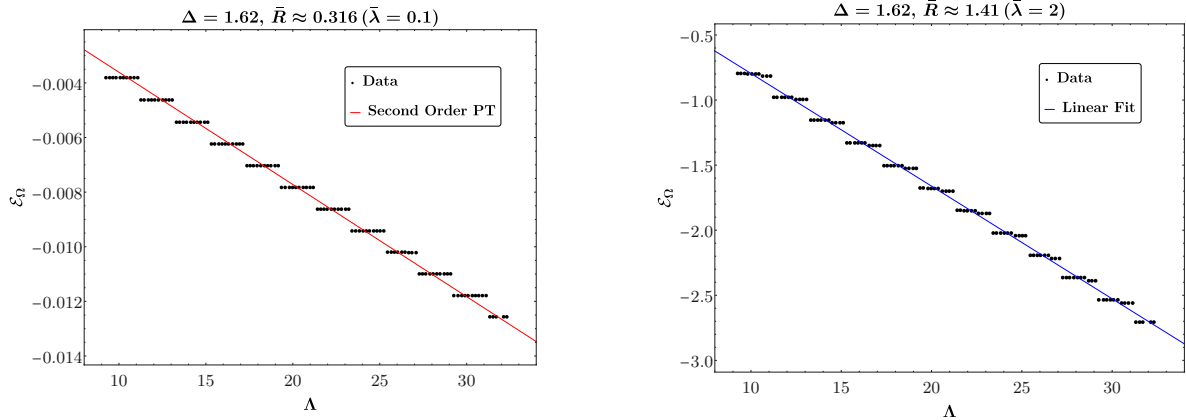 Δ = 1.62, R̄ ≈ 0.316 (λ̄ = 0.1)
Data
Second Order PT
−0.004
−0.006
−0.008
−0.010
−0.012
−0.014
ℰ_Ω
10 15 20 25 30
Λ
Δ = 1.62, R̄ ≈ 1.41 (λ̄ = 2)
Data
Linear Fit
−0.5
−1.0
−1.5
−2.0
−2.5
−3.0
ℰ_Ω
10 15 20 25 30
Λ